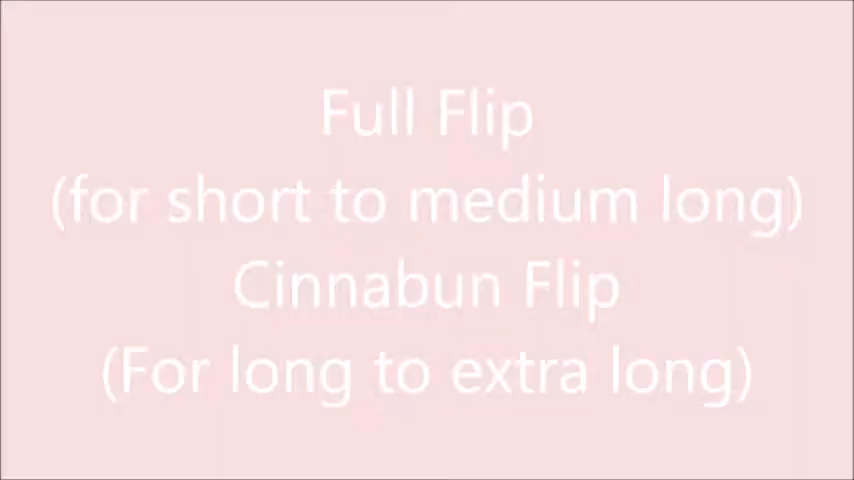 Full Flip
(for short to medium long)
Cinnabun Flip
(For long to extra long)